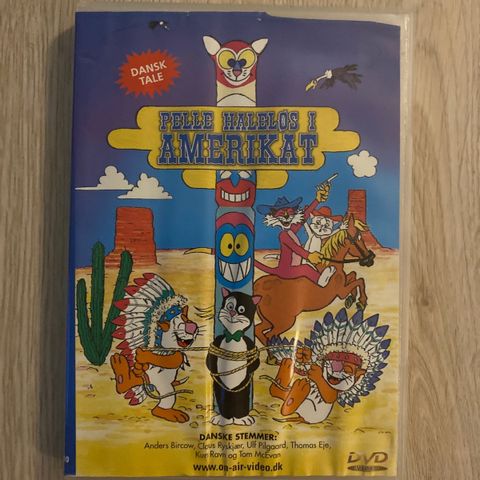 DANSK
TALE
PELLE HALELØS I
AMERIKAT
DANSKE STEMMER:
Anders Bircow, Claus Ryskjær, Ulf Pilgaard, Thomas Eje,
Kurt Ravn og Tom McEwan
www.on-air-video.dk
DVD